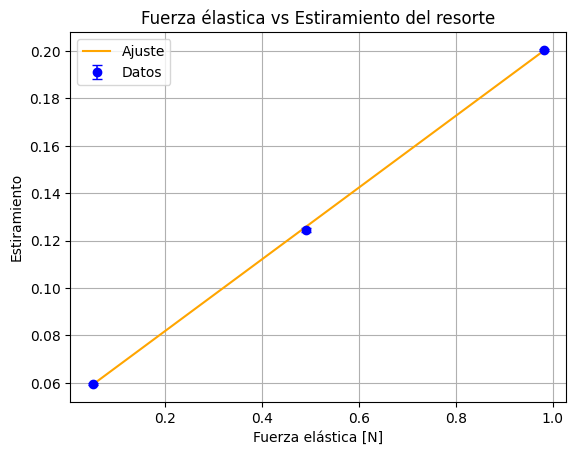 Fuerza élastica vs Estiramiento del resorte
Ajuste
Datos
Estiramiento
0.20
0.18
0.16
0.14
0.12
0.10
0.08
0.06
0.2 0.4 0.6 0.8 1.0
Fuerza elástica [N]